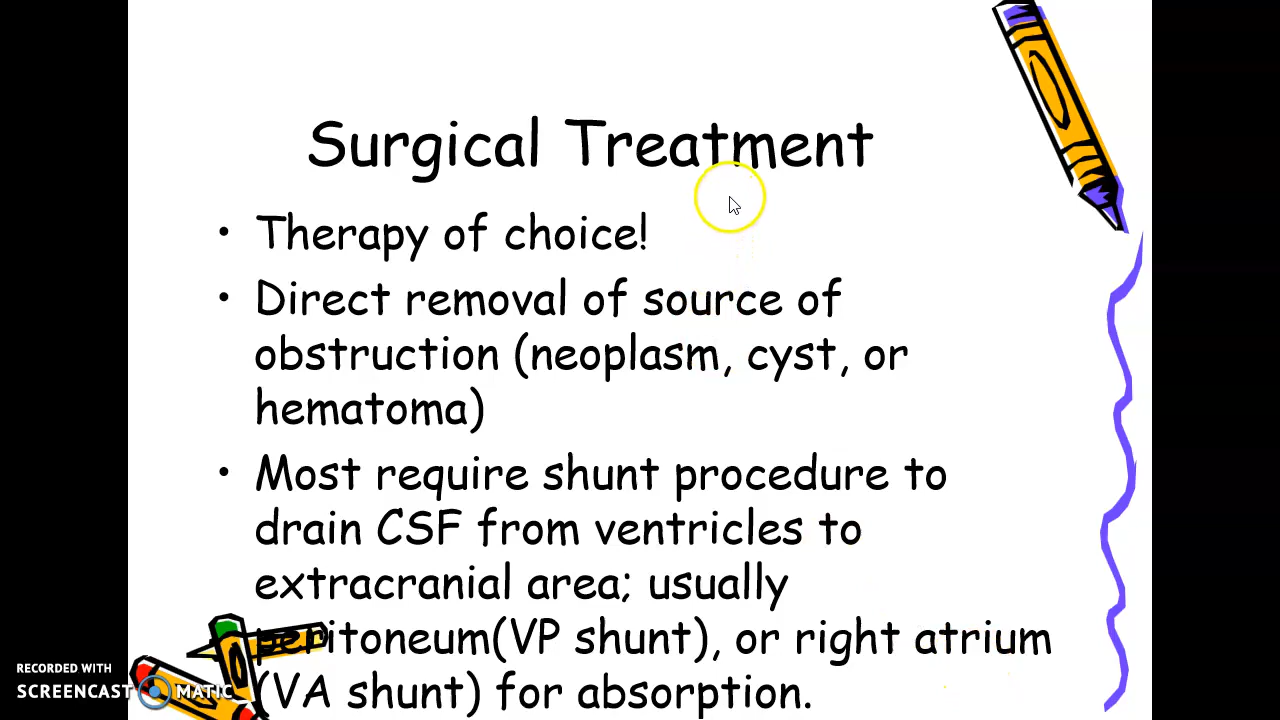 Surgical Treatment
• Therapy of choice!
• Direct removal of source of
obstruction (neoplasm, cyst, or
hematoma)
• Most require shunt procedure to
drain CSF from ventricles to
extracranial area; usually
peritoneum(VP shunt), or right atrium
(VA shunt) for absorption.
RECORDED WITH
SCREENCAST MATIC